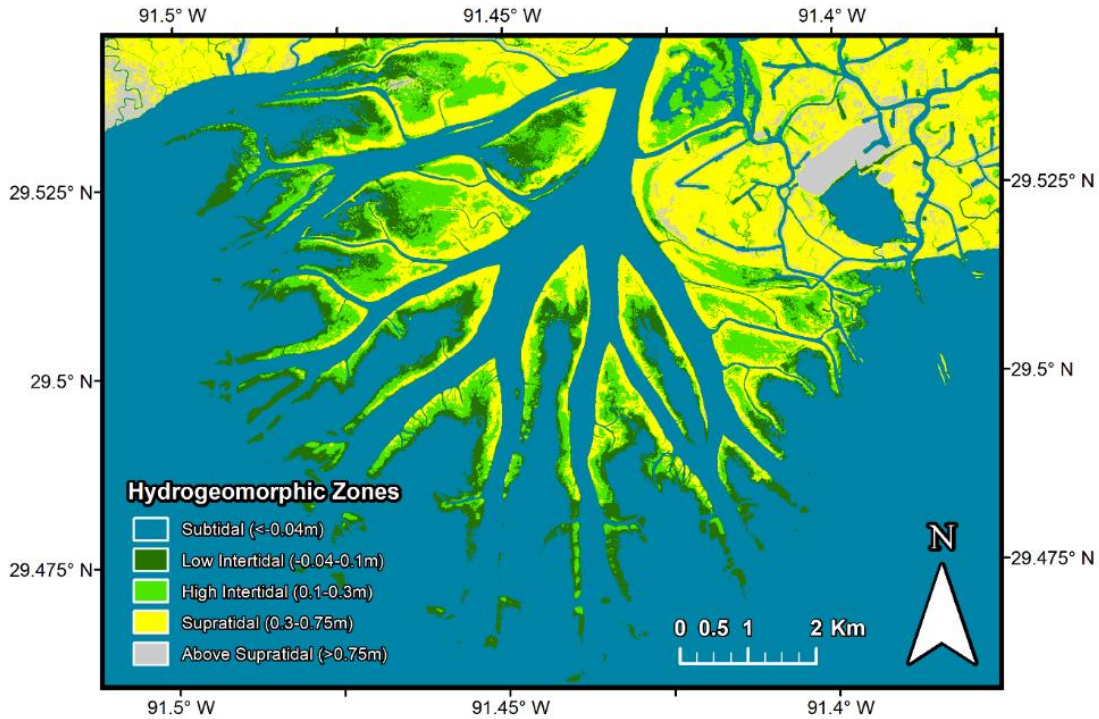 91.5° W 91.45° W 91.4° W
29.525° N 29.525° N
29.5° N 29.5° N
29.475° N 29.475° N
Hydrogeomorphic Zones
Subtidal (<-0.04m)
Low Intertidal (-0.04-0.1m)
High Intertidal (0.1-0.3m)
Supratidal (0.3-0.75m)
Above Supratidal (>0.75m)
N
0 0.5 1 2 Km
91.5° W 91.45° W 91.4° W